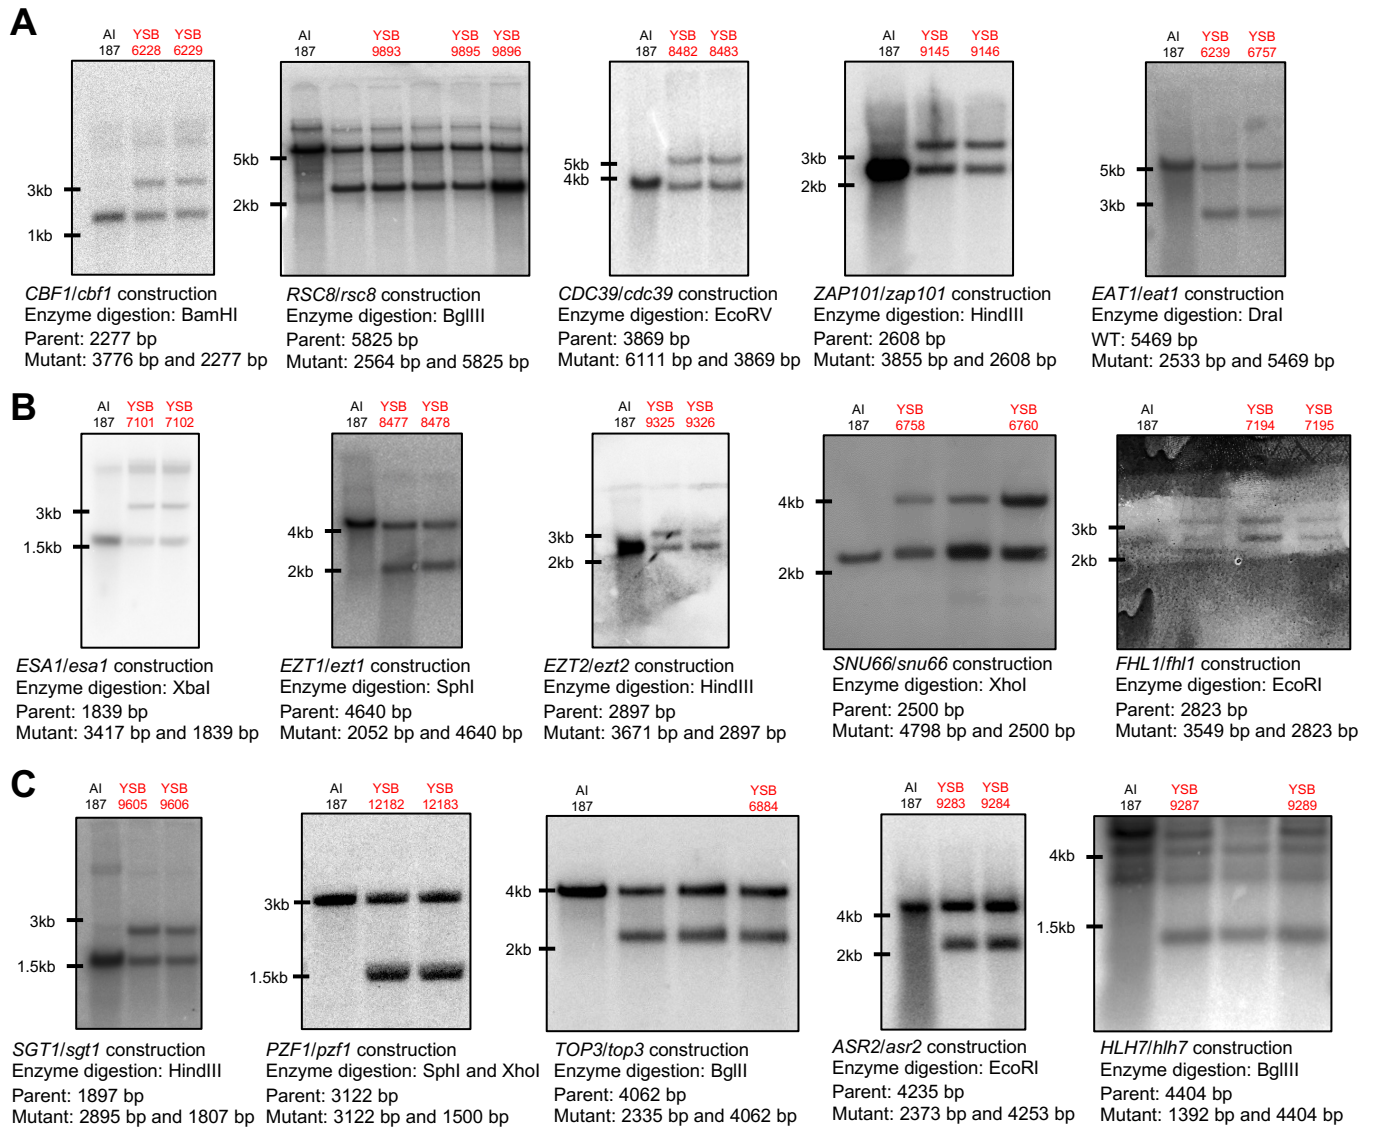 A
AI YSB YSB
187 6228 6229
3kb
1kb
CBF1/cbf1 construction
Enzyme digestion: BamHI
Parent: 2277 bp
Mutant: 3776 bp and 2277 bp
AI YSB YSB YSB
187 9893 9895 9896
5kb
2kb
RSC8/rsc8 construction
Enzyme digestion: BglIII
Parent: 5825 bp
Mutant: 2564 bp and 5825 bp
AI YSB YSB
187 8482 8483
5kb
4kb
CDC39/cdc39 construction
Enzyme digestion: EcoRV
Parent: 3869 bp
Mutant: 6111 bp and 3869 bp
AI YSB YSB
187 9145 9146
3kb
2kb
ZAP101/zap101 construction
Enzyme digestion: HindIII
Parent: 2608 bp
Mutant: 3855 bp and 2608 bp
AI YSB YSB
187 6239 6757
5kb
3kb
EAT1/eat1 construction
Enzyme digestion: DraI
WT: 5469 bp
Mutant: 2533 bp and 5469 bp
B
AI YSB YSB
187 7101 7102
3kb
1.5kb
ESA1/esa1 construction
Enzyme digestion: XbaI
Parent: 1839 bp
Mutant: 3417 bp and 1839 bp
AI YSB YSB
187 8477 8478
4kb
2kb
EZT1/ezt1 construction
Enzyme digestion: SphI
Parent: 4640 bp
Mutant: 2052 bp and 4640 bp
AI YSB YSB
187 9325 9326
3kb
2kb
EZT2/ezt2 construction
Enzyme digestion: HindIII
Parent: 2897 bp
Mutant: 3671 bp and 2897 bp
AI YSB YSB
187 6758 6760
4kb
2kb
SNU66/snu66 construction
Enzyme digestion: XhoI
Parent: 2500 bp
Mutant: 4798 bp and 2500 bp
AI YSB YSB
187 7194 7195
3kb
2kb
FHL1/fhl1 construction
Enzyme digestion: EcoRI
Parent: 2823 bp
Mutant: 3549 bp and 2823 bp
C
AI YSB YSB
187 9605 9606
3kb
1.5kb
SGT1/sgt1 construction
Enzyme digestion: HindIII
Parent: 1897 bp
Mutant: 2895 bp and 1807 bp
AI YSB YSB
187 12182 12183
3kb
1.5kb
PZF1/pzf1 construction
Enzyme digestion: SphI and XhoI
Parent: 3122 bp
Mutant: 3122 bp and 1500 bp
AI YSB
187 6884
4kb
2kb
TOP3/top3 construction
Enzyme digestion: BglII
Parent: 4062 bp
Mutant: 2335 bp and 4062 bp
AI YSB YSB
187 9283 9284
4kb
2kb
ASR2/asr2 construction
Enzyme digestion: EcoRI
Parent: 4235 bp
Mutant: 2373 bp and 4253 bp
AI YSB YSB
187 9287 9289
4kb
1.5kb
HLH7/hlh7 construction
Enzyme digestion: BglIII
Parent: 4404 bp
Mutant: 1392 bp and 4404 bp